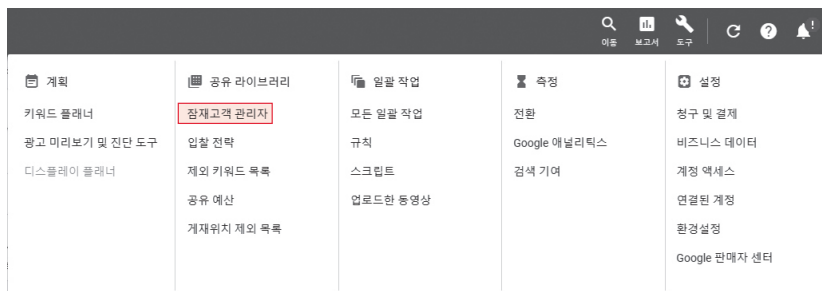 이동 보고서 도구
계획
키워드 플래너
광고 미리보기 및 진단 도구
디스플레이 플래너
공유 라이브러리
잠재고객 관리자
입찰 전략
제외 키워드 목록
공유 예산
게재위치 제외 목록
일괄 작업
모든 일괄 작업
규칙
스크립트
업로드한 동영상
측정
전환
Google 애널리틱스
검색 기여
설정
청구 및 결제
비즈니스 데이터
계정 액세스
연결된 계정
환경설정
Google 판매자 센터